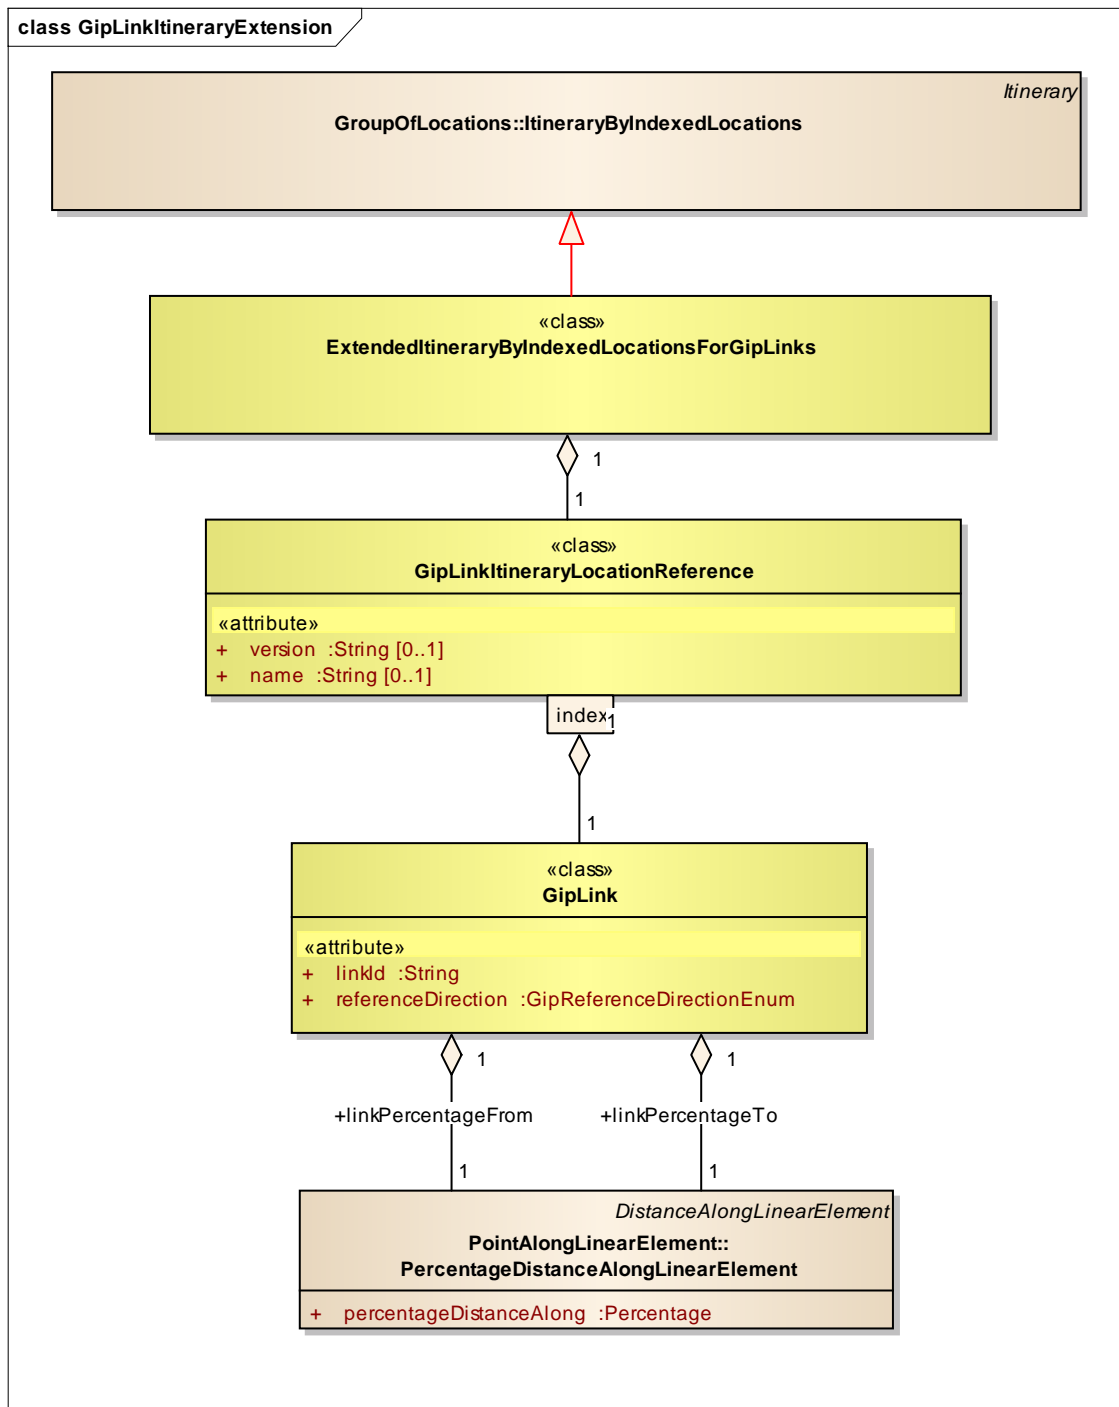 class GipLinkItineraryExtension
Itinerary
GroupOfLocations::ItineraryByIndexedLocations
«class»
ExtendedItineraryByIndexedLocationsForGipLinks
1
1
«class»
GipLinkItineraryLocationReference
«attribute»
+ version :String [0..1]
+ name :String [0..1]
index 1
1
«class»
GipLink
«attribute»
+ linkId :String
+ referenceDirection :GipReferenceDirectionEnum
1 1
+linkPercentageFrom +linkPercentageTo
1 1
DistanceAlongLinearElement
PointAlongLinearElement::
PercentageDistanceAlongLinearElement
+ percentageDistanceAlong :Percentage